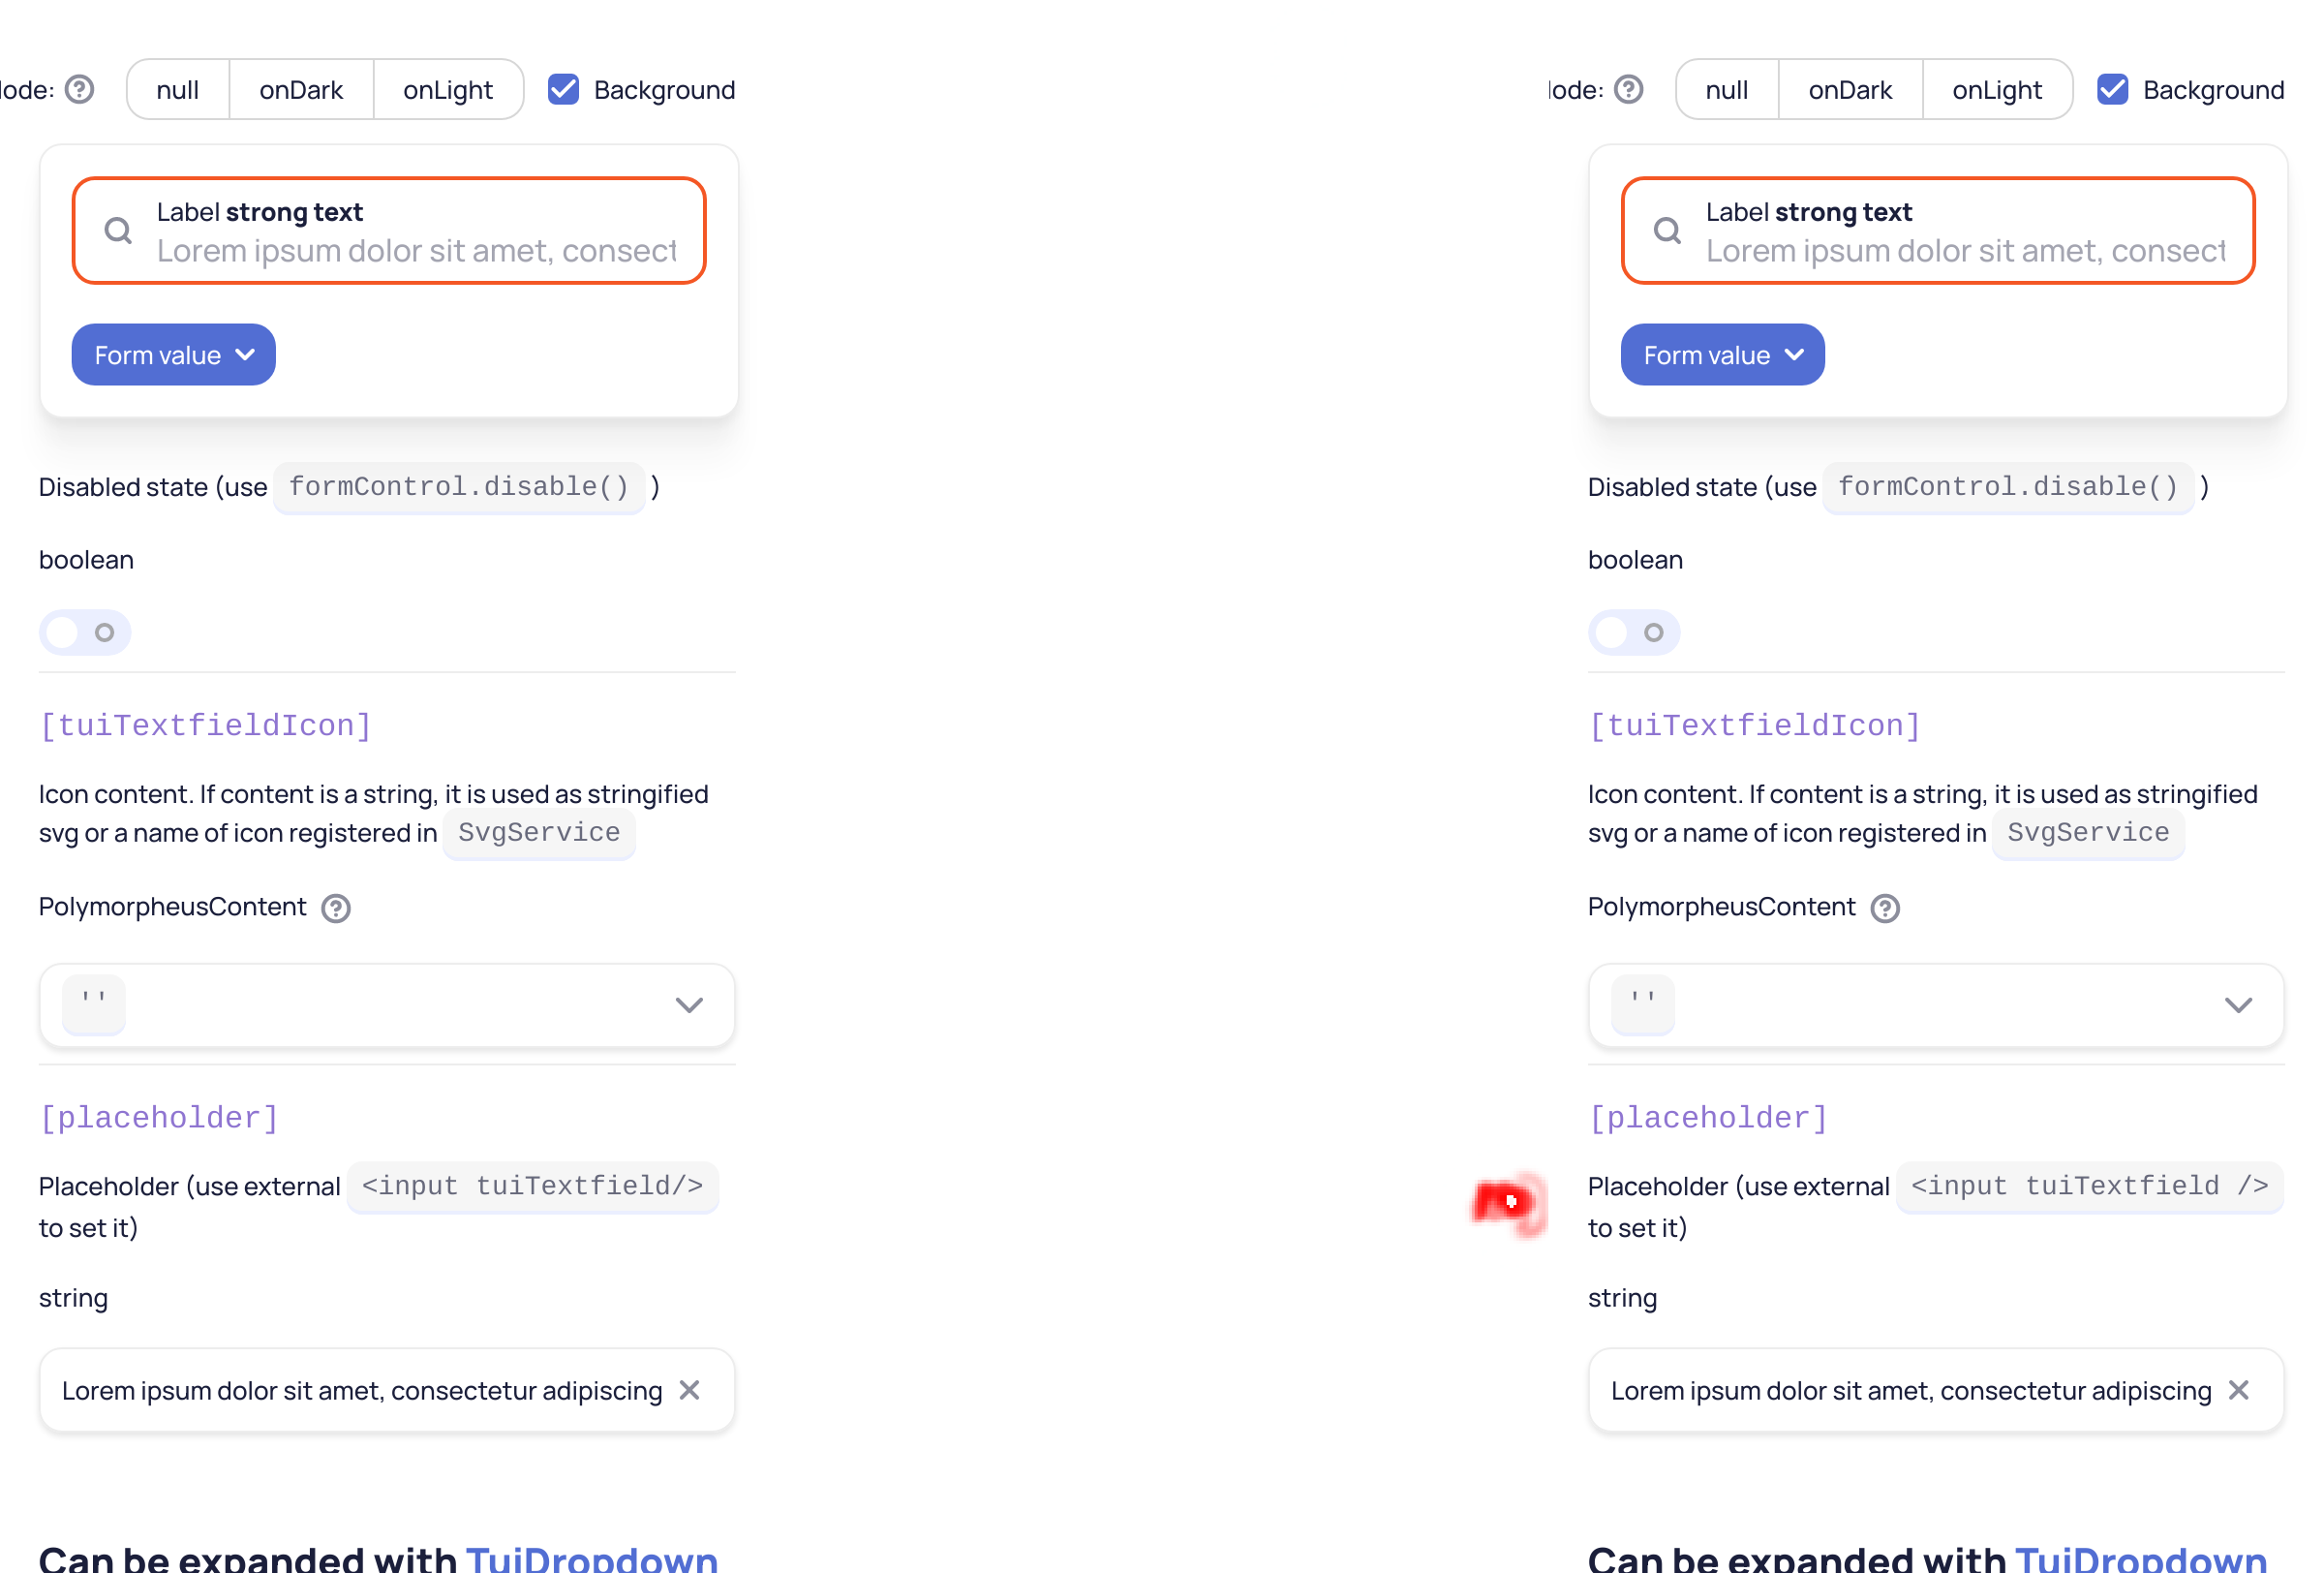 lode:
null
onDark
onLight
Background
Label strong text
Lorem ipsum dolor sit amet, consect
Form value
Disabled state (use formControl.disable() )
boolean
[tuiTextfieldIcon]
Icon content. If content is a string, it is used as stringified
svg or a name of icon registered in SvgService
PolymorpheusContent
''
[placeholder]
Placeholder (use external <input tuiTextfield/>
to set it)
string
Lorem ipsum dolor sit amet, consectetur adipiscing
Can be expanded with TuiDropdown
lode:
null
onDark
onLight
Background
Label strong text
Lorem ipsum dolor sit amet, consect
Form value
Disabled state (use formControl.disable() )
boolean
[tuiTextfieldIcon]
Icon content. If content is a string, it is used as stringified
svg or a name of icon registered in SvgService
PolymorpheusContent
''
[placeholder]
Placeholder (use external <input tuiTextfield />
to set it)
string
Lorem ipsum dolor sit amet, consectetur adipiscing
Can be expanded with TuiDropdown